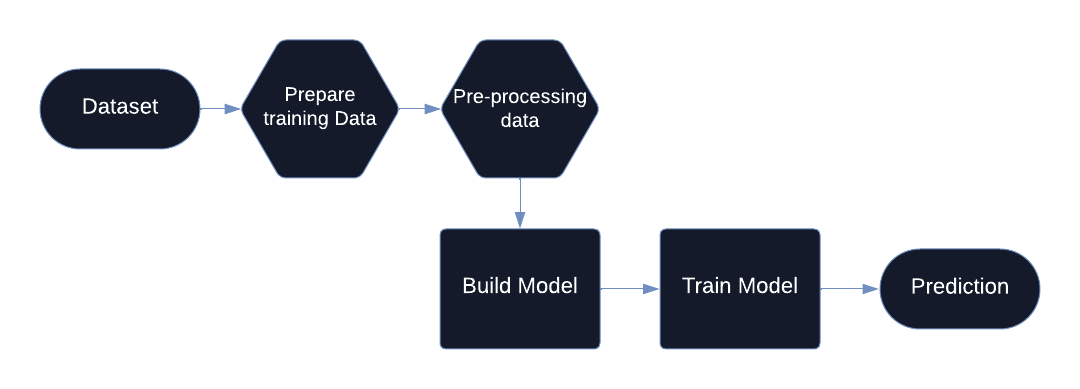 Dataset
Prepare
training Data
Pre-processing
data
Build Model
Train Model
Prediction